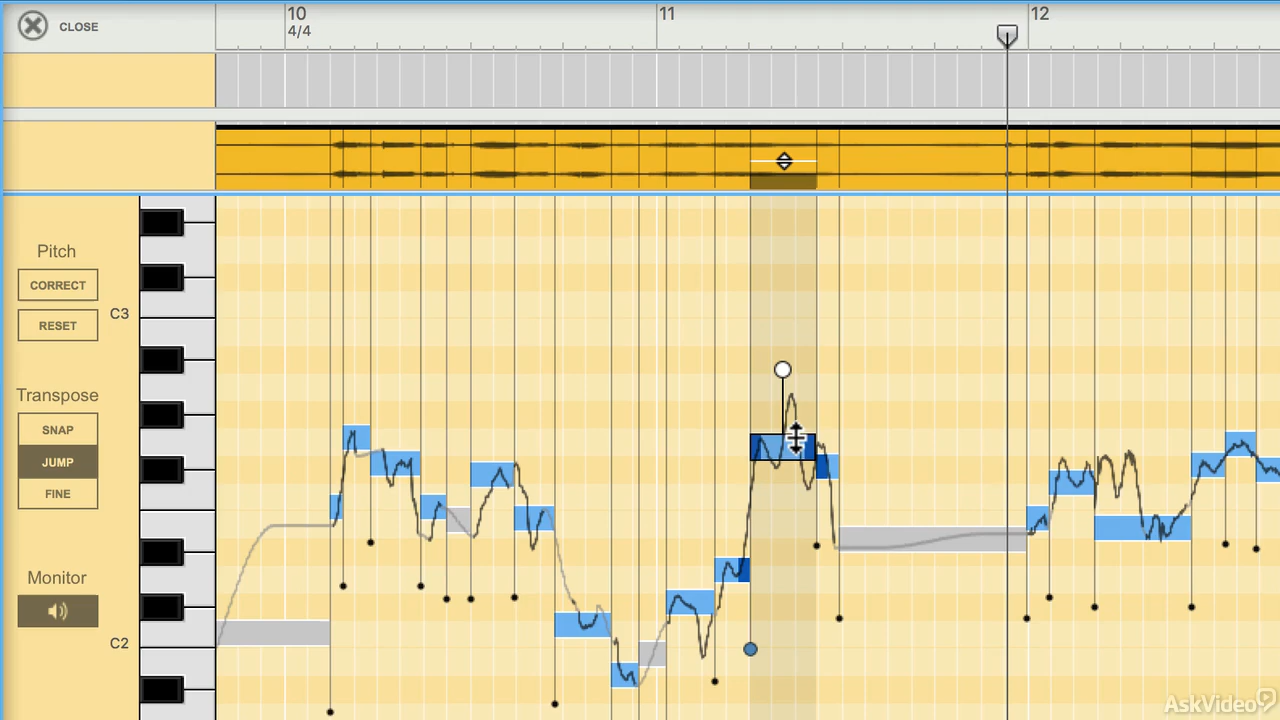 CLOSE
10
4/4
11
12
Pitch
CORRECT
RESET
C3
Transpose
SNAP
JUMP
FINE
Monitor
C2
AskVideo